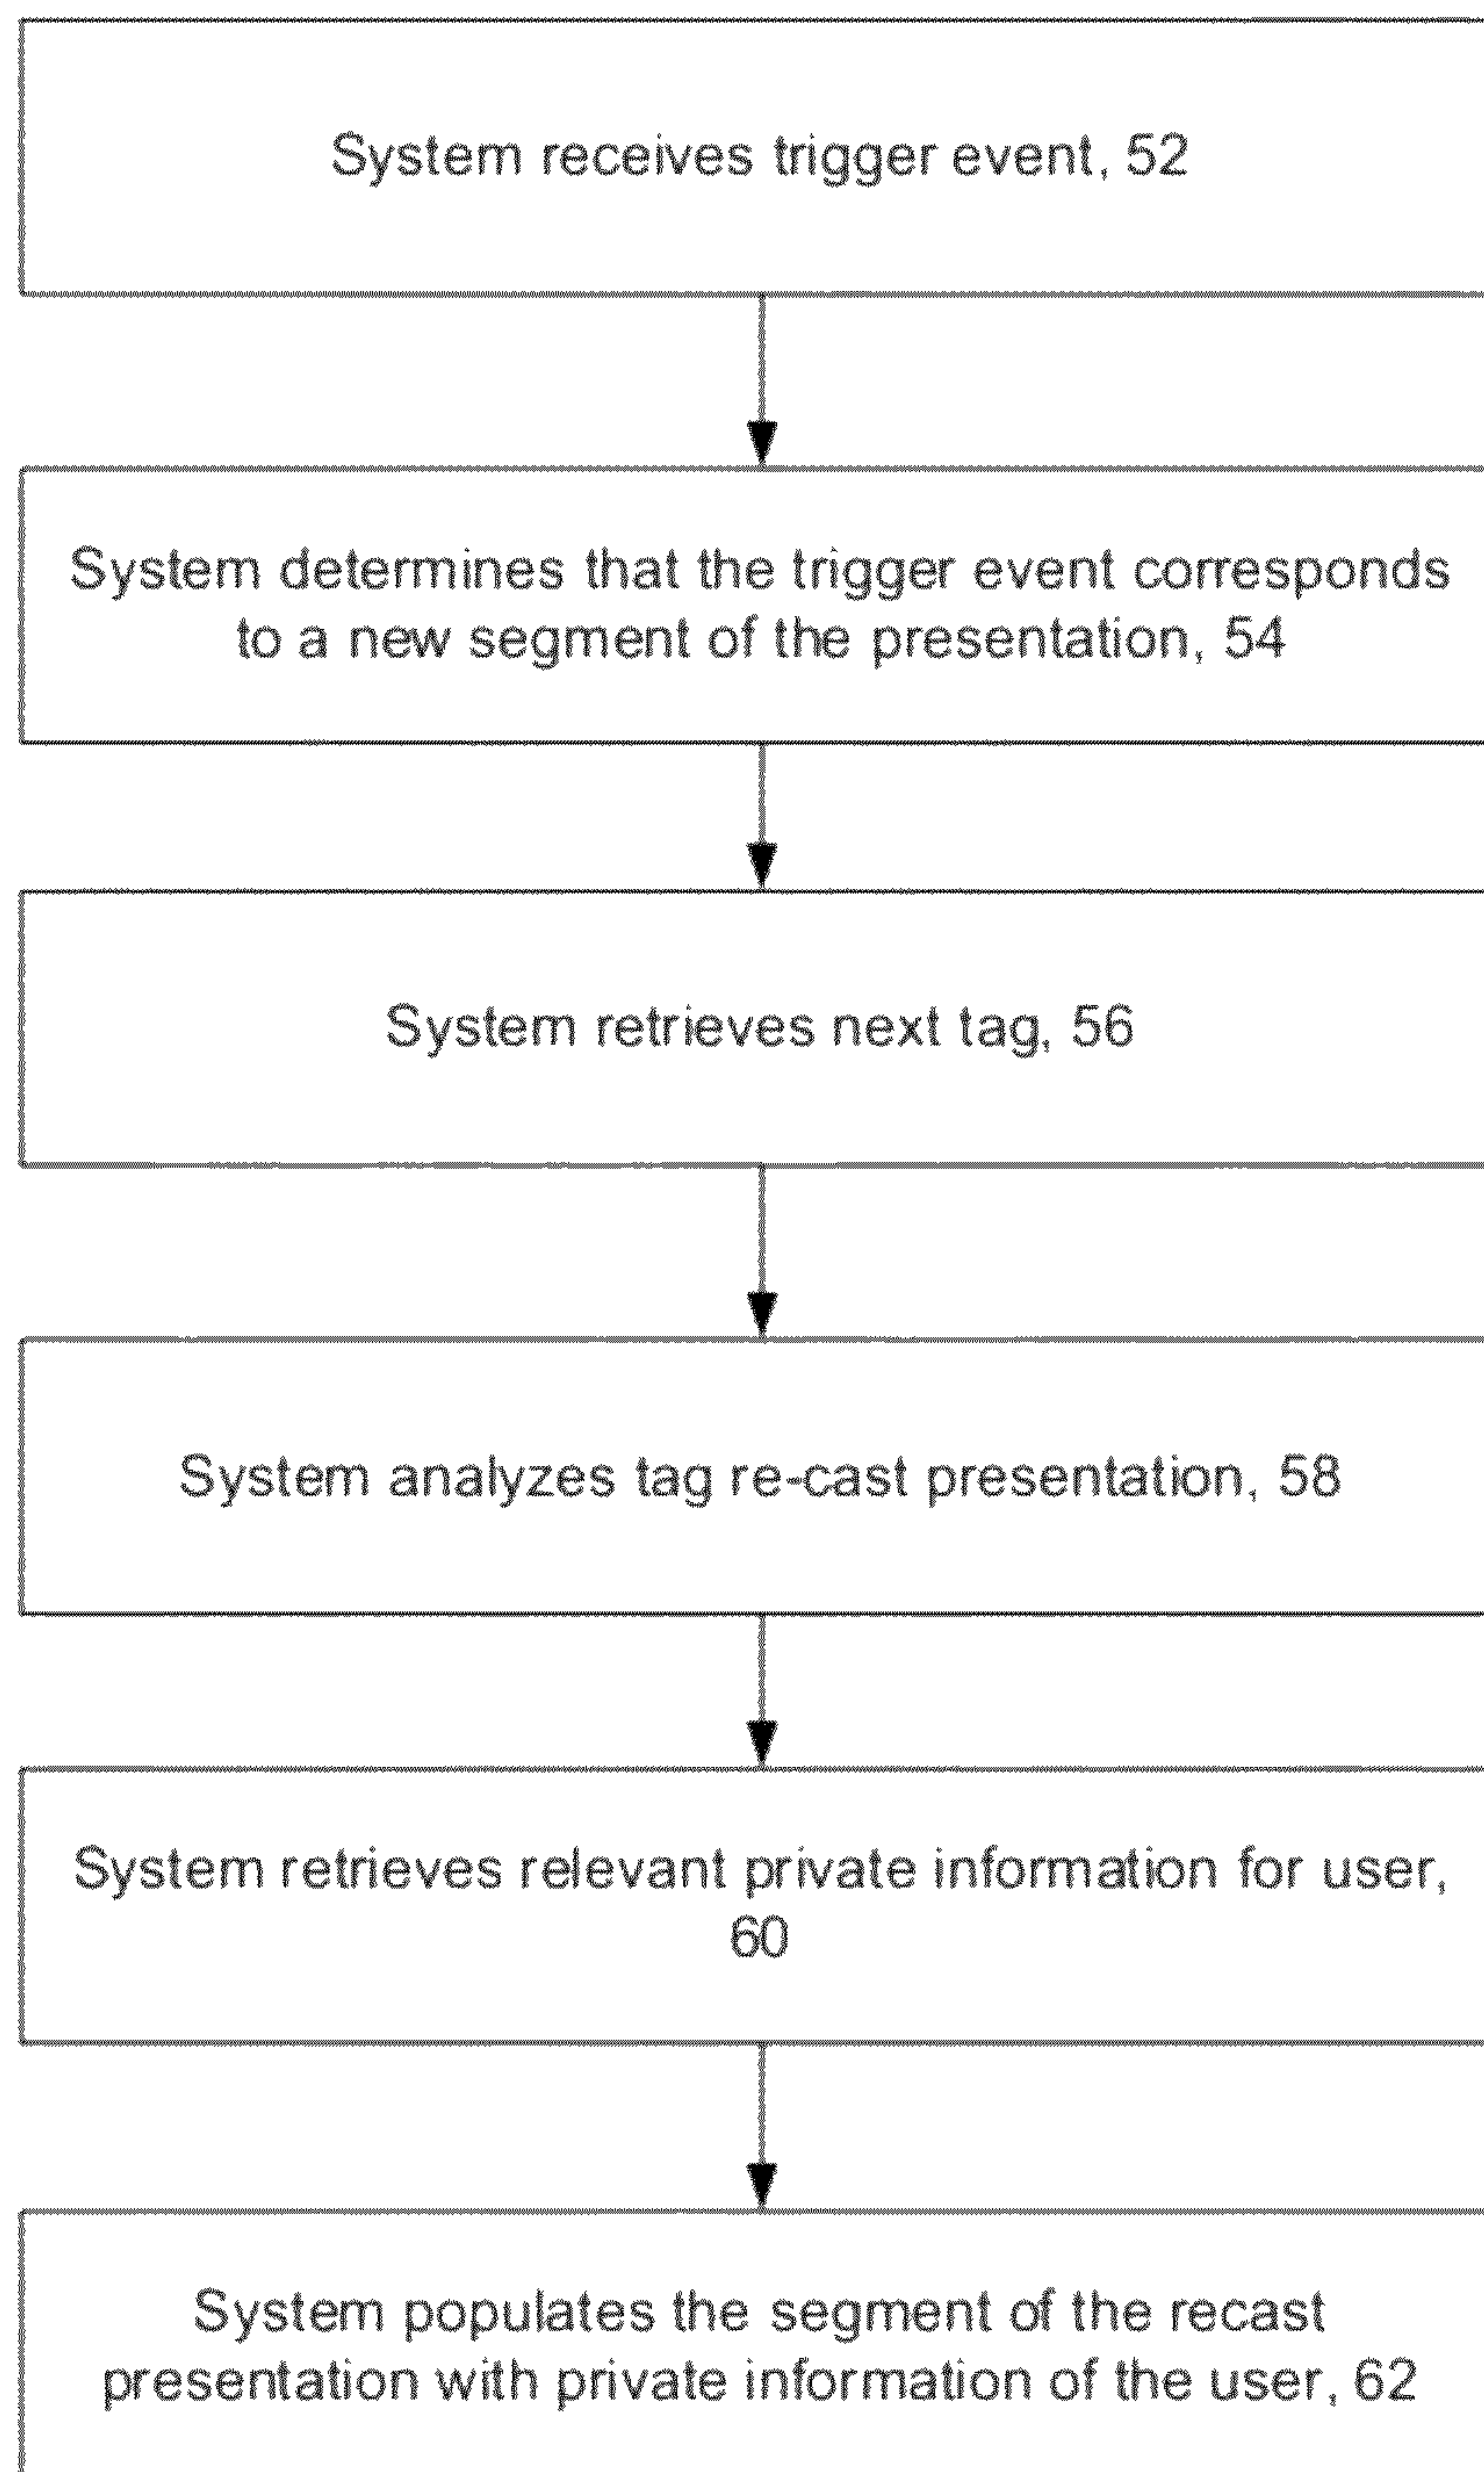 System receives trigger event, 52
System determines that the trigger event corresponds
to a new segment of the presentation, 54
System retrieves next tag, 56
System analyzes tag re-cast presentation, 58
System retrieves relevant private information for user,
60
System populates the segment of the recast
presentation with private information of the user, 62